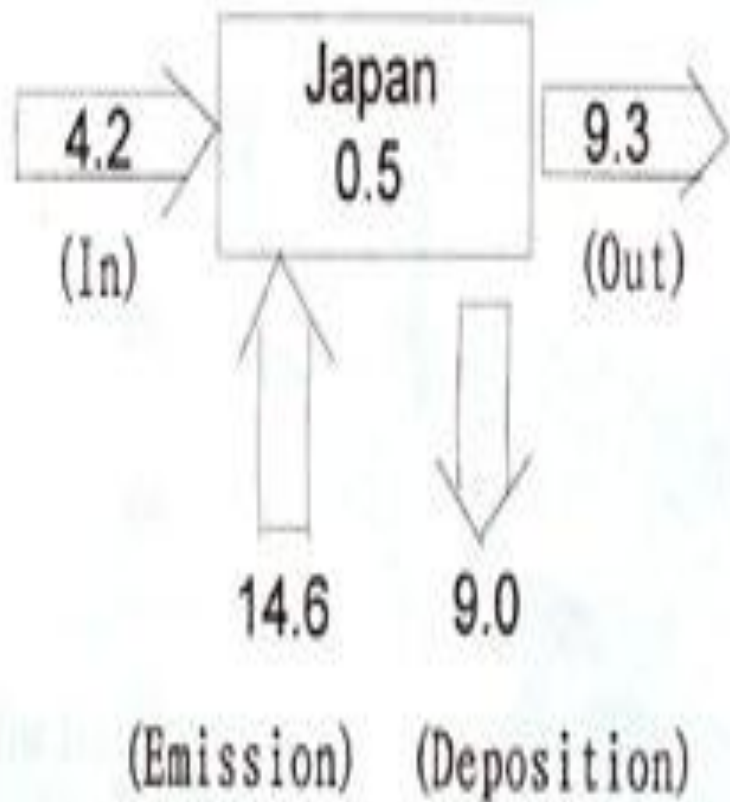 Japan
0.5
4.2
(In)
9.3
(Out)
14.6
(Emission)
9.0
(Deposition)